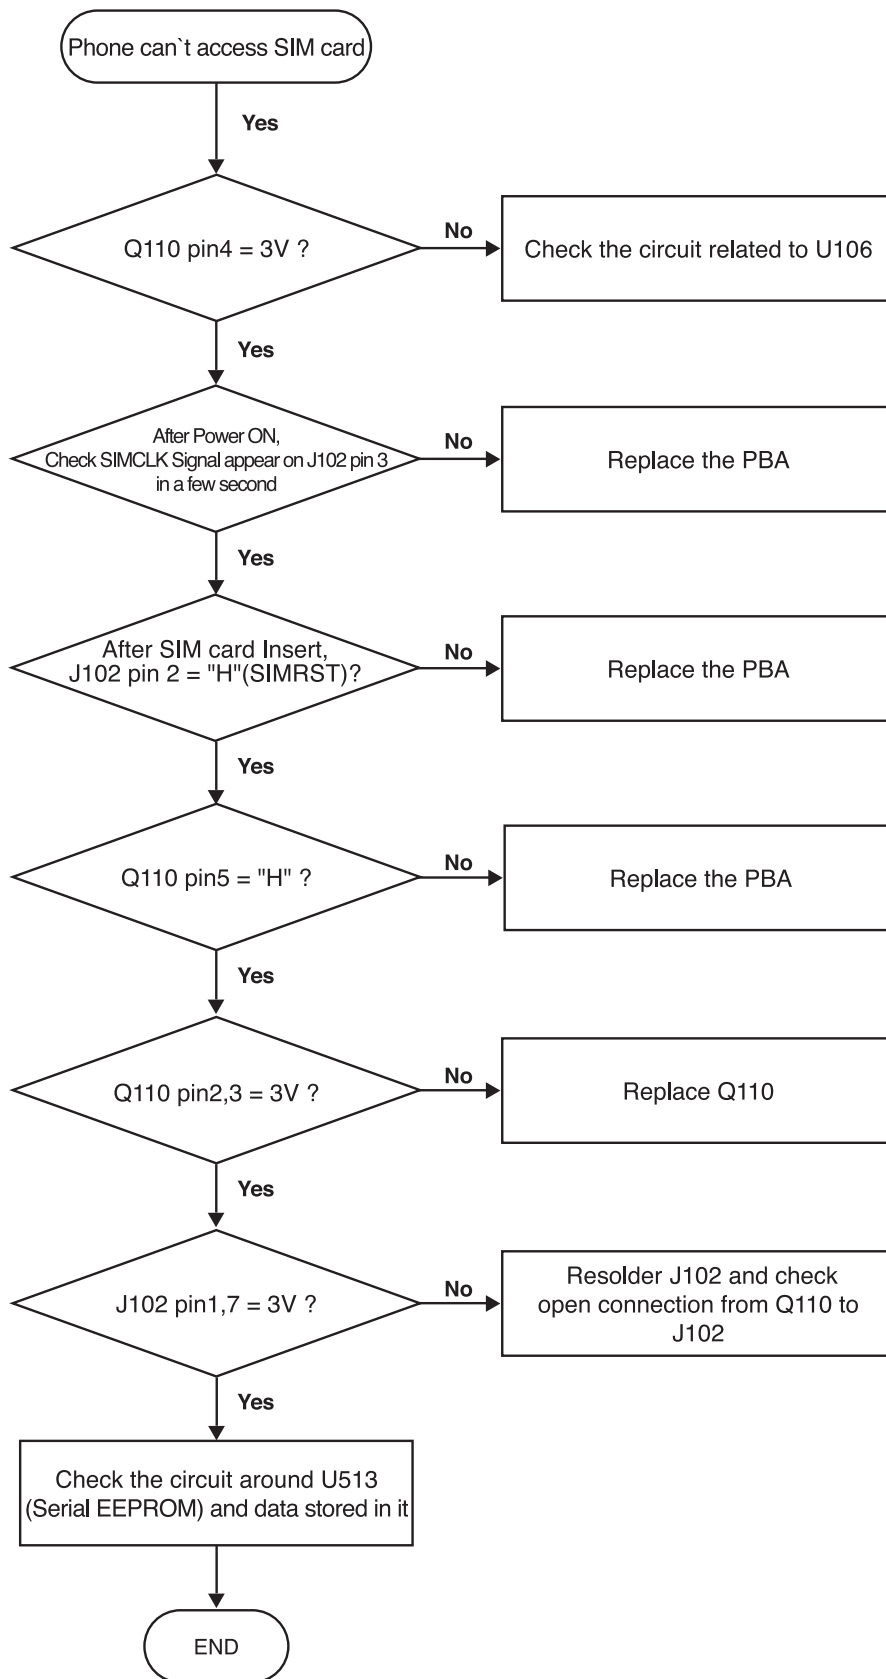 Phone can`t access SIM card
Yes
Q110 pin4 = 3V ?
No
Check the circuit related to U106
Yes
After Power ON,
Check SIMCLK Signal appear on J102 pin 3
in a few second
No
Replace the PBA
Yes
After SIM card Insert,
J102 pin 2 = "H"(SIMRST)?
No
Replace the PBA
Yes
Q110 pin5 = "H" ?
No
Replace the PBA
Yes
Q110 pin2,3 = 3V ?
No
Replace Q110
Yes
J102 pin1,7 = 3V ?
No
Resolder J102 and check
open connection from Q110 to
J102
Yes
Check the circuit around U513
(Serial EEPROM) and data stored in it
END